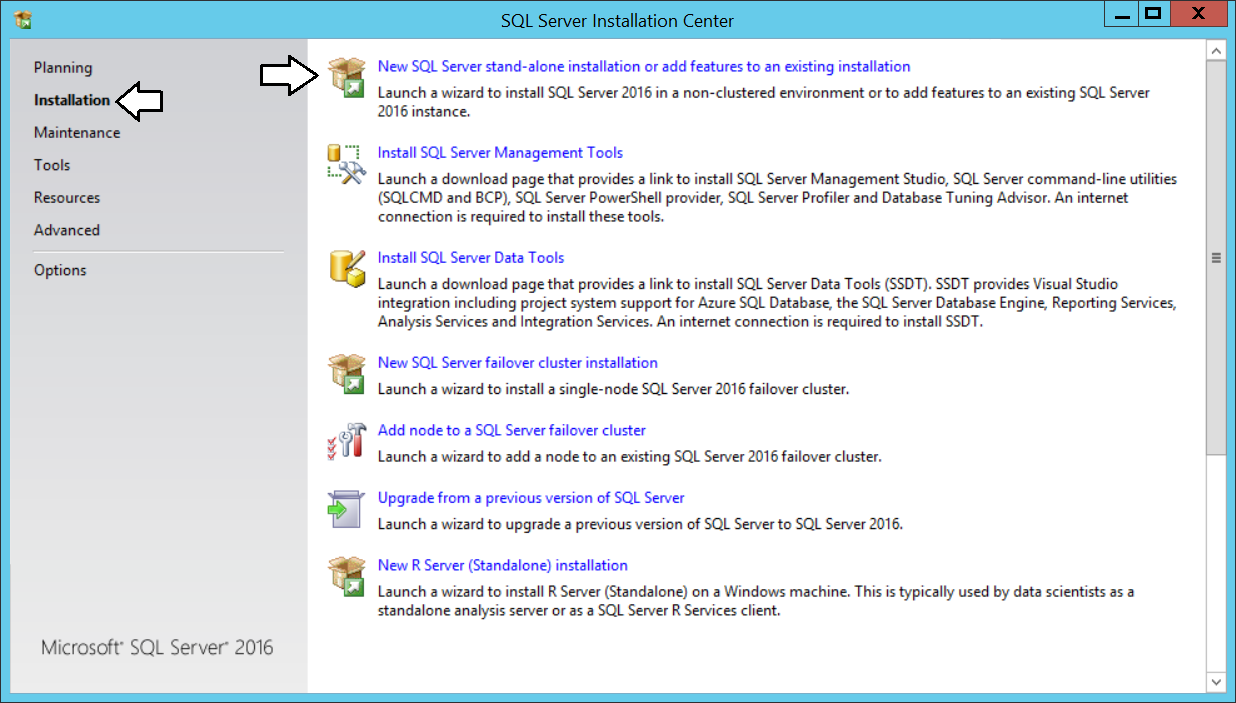 SQL Server Installation Center
Planning
Installation
Maintenance
Tools
Resources
Advanced
Options
Microsoft® SQL Server® 2016
New SQL Server stand-alone installation or add features to an existing installation
Launch a wizard to install SQL Server 2016 in a non-clustered environment or to add features to an existing SQL Server
2016 instance.
Install SQL Server Management Tools
Launch a download page that provides a link to install SQL Server Management Studio, SQL Server command-line utilities
(SQLCMD and BCP), SQL Server PowerShell provider, SQL Server Profiler and Database Tuning Advisor. An internet
connection is required to install these tools.
Install SQL Server Data Tools
Launch a download page that provides a link to install SQL Server Data Tools (SSDT). SSDT provides Visual Studio
integration including project system support for Azure SQL Database, the SQL Server Database Engine, Reporting Services,
Analysis Services and Integration Services. An internet connection is required to install SSDT.
New SQL Server failover cluster installation
Launch a wizard to install a single-node SQL Server 2016 failover cluster.
Add node to a SQL Server failover cluster
Launch a wizard to add a node to an existing SQL Server 2016 failover cluster.
Upgrade from a previous version of SQL Server
Launch a wizard to upgrade a previous version of SQL Server to SQL Server 2016.
New R Server (Standalone) installation
Launch a wizard to install R Server (Standalone) on a Windows machine. This is typically used by data scientists as a
standalone analysis server or as a SQL Server R Services client.